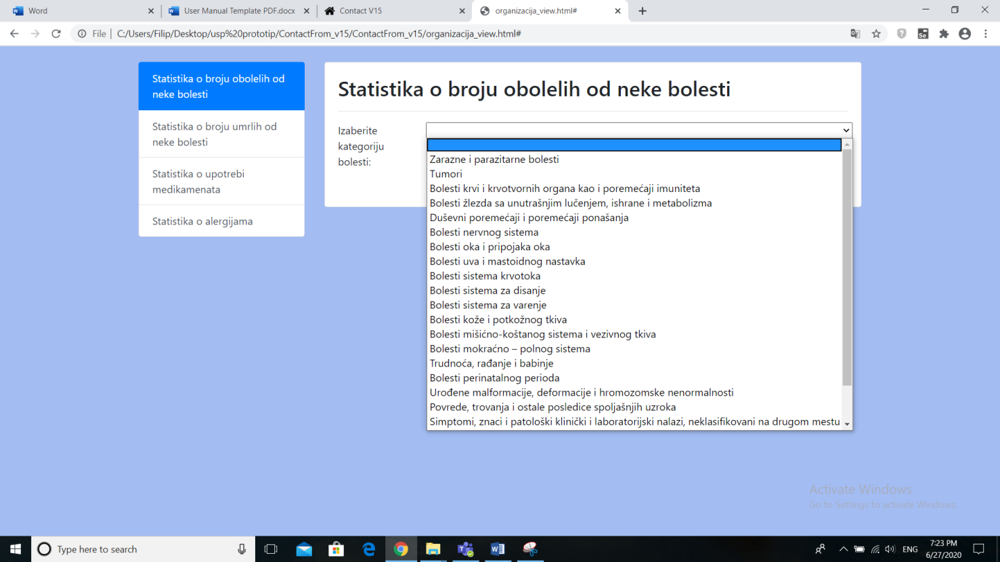 Word
User Manual Template PDF.docx
Contact V15
organizacija_view.html#
File
C:/Users/Filip/Desktop/usp%20prototip/ContactFrom_v15/ContactFrom_v15/organizacija_view.html#
Se
Statistika o broju obolelih od
neke bolesti
Statistika o broju umrlih od
neke bolesti
Statistika o upotrebi
medikamenata
Statistika o alergijama
Statistika o broju obolelih od neke bolesti
Izaberite
kategoriju
bolesti:
Zarazne i parazitarne bolesti
Tumori
Bolesti krvi i krvotvornih organa kao i poremećaji imuniteta
Bolesti žlezda sa unutrašnjim lučenjem, ishrane i metabolizma
Duševni poremećaji i poremećaji ponašanja
Bolesti nervnog sistema
Bolesti oka i pripojaka oka
Bolesti uva i mastoidnog nastavka
Bolesti sistema krvotoka
Bolesti sistema za disanje
Bolesti sistema za varenje
Bolesti kože i potkožnog tkiva
Bolesti mišićno-koštanog sistema i vezivnog tkiva
Bolesti mokraćno – polnog sistema
Trudnoća, rađanje i babinje
Bolesti perinatalnog perioda
Urođene malformacije, deformacije i hromozomske nenormalnosti
Povrede, trovanja i ostale posledice spoljašnjih uzroka
Simptomi, znaci i patološki klinički i laboratorijski nalazi, neklasifikovani na drugom mestu
Activate Windows
Go to Settings to activate Windows.
Type here to search
ENG
7:23 PM
6/27/2020